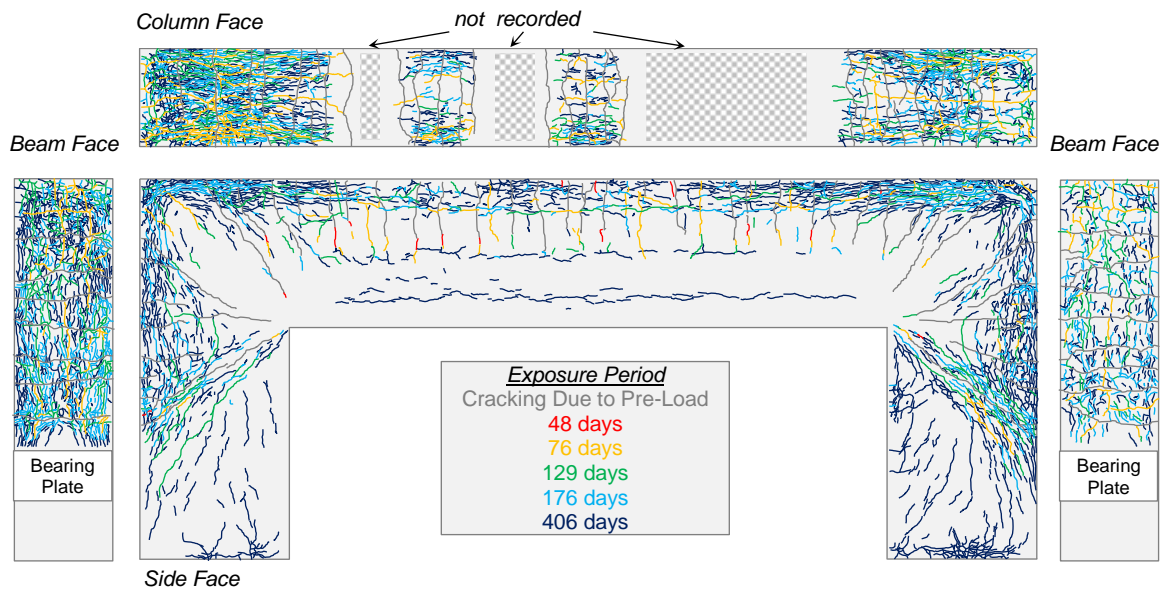 Column Face
not recorded
Beam Face
Beam Face
Exposure Period
Cracking Due to Pre-Load
48 days
76 days
129 days
176 days
406 days
Bearing
Plate
Bearing
Plate
Side Face